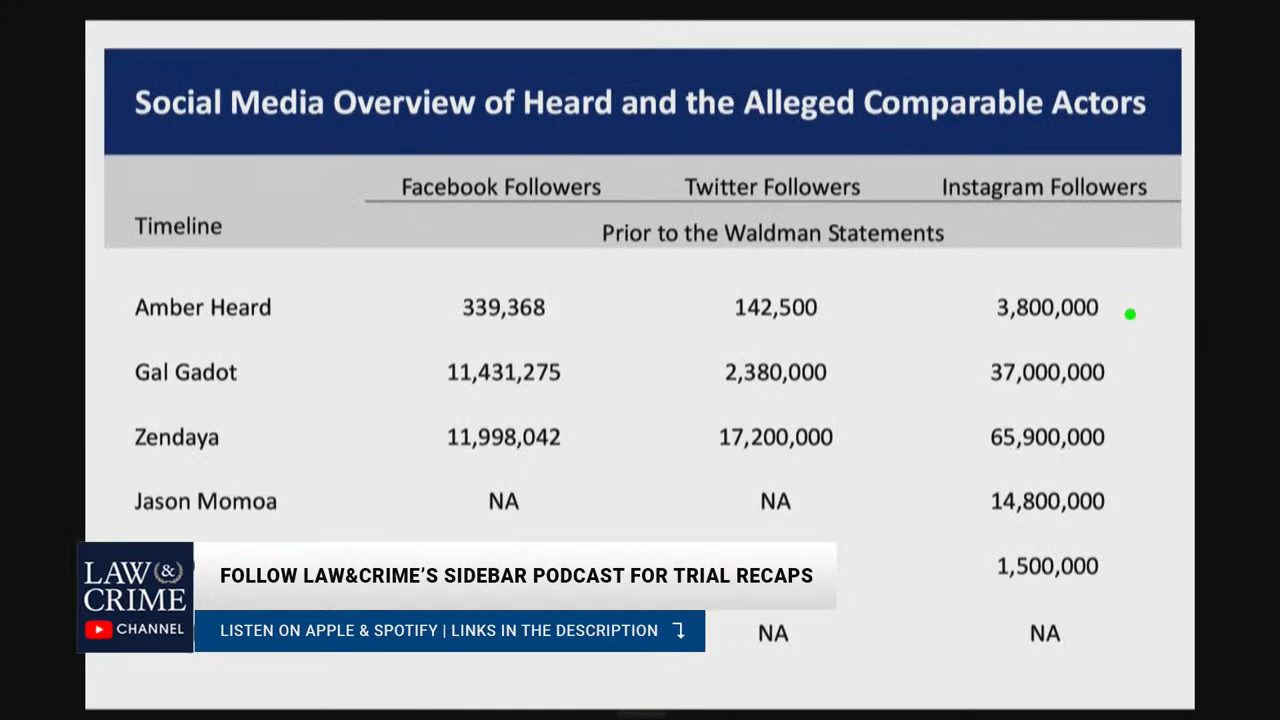 Social Media Overview of Heard and the Alleged Comparable Actors
Facebook Followers Twitter Followers Instagram Followers
Timeline
Prior to the Waldman Statements
Amber Heard 339,368 142,500 3,800,000
Gal Gadot 11,431,275 2,380,000 37,000,000
Zendaya 11,998,042 17,200,000 65,900,000
Jason Momoa NA NA 14,800,000
1,500,000
NA NA
LAW &
CRIME
CHANNEL
FOLLOW LAW&CRIME'S SIDEBAR PODCAST FOR TRIAL RECAPS
LISTEN ON APPLE & SPOTIFY | LINKS IN THE DESCRIPTION